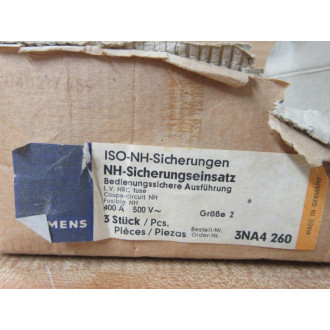 ISO-NH-Sicherungen
NH-Sicherungseinsatz
Bedienungssichere Ausführung
L.V. HRC fuse
Coupe-circuit NH
Fusible NH
400 A 500 V~ Größe 2
3 Stück / Pcs.
Pièces / Piezas
Bestell-Nr.
Order-Nr. 3NA4 260
MENS
MADE IN GERMANY